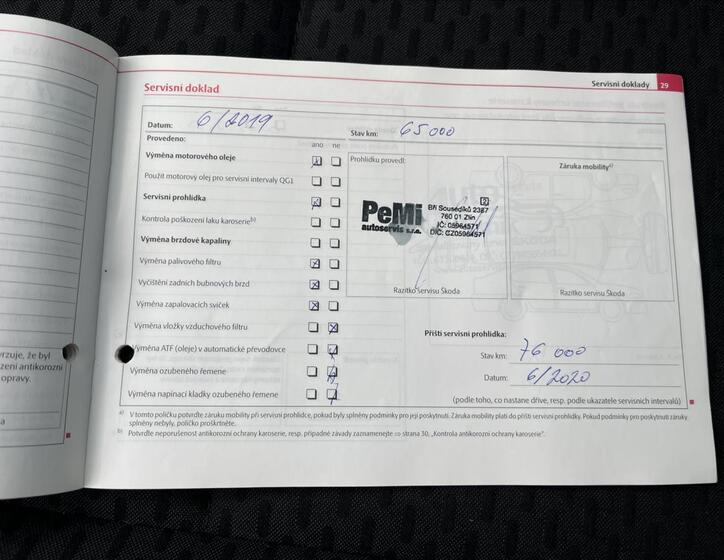 Servisní doklady 29
Servisní doklad
Datum: 6/2019
Stav km: 65 000
Provedeno:
ano ne
Výměna motorového oleje
Použit motorový olej pro servisní intervaly QG1
Servisní prohlídka
Kontrola poškození laku karoserie b)
Výměna brzdové kapaliny
Výměna palivového filtru
Vyčištění zadních bubnových brzd
Výměna zapalovacích svíček
Výměna vložky vzduchového filtru
Výměna ATF (oleje) v automatické převodovce
Výměna ozubeného řemene
Výměna napínací kladky ozubeného řemene
Prohlídku provedl:
2
PeMi
autoservis s.r.o.
Bří Sousedíků 2387
760 01 Zlín
IČ: 05964571
DIČ: CZ05964571
Razítko servisu Škoda
Záruka mobility a)
Razítko servisu Škoda
Příští servisní prohlídka:
Stav km: 76 000
Datum: 6/2020
(podle toho, co nastane dříve, resp. podle ukazatele servisních intervalů)
a) V tomto políčku potvrďte záruku mobility při servisní prohlídce, pokud byly splněny podmínky pro její poskytnutí. Záruka mobility platí do příští servisní prohlídky. Pokud podmínky pro poskytnutí záruky
splněny nebyly, políčko proškrtněte.
b) Potvrďte neporušenost antikorozní ochrany karoserie, resp. případné závady zaznamenejte ⇒ strana 30, „Kontrola antikorozní ochrany karoserie“.
vrzuje, že byl
zení antikorozní
opravy.